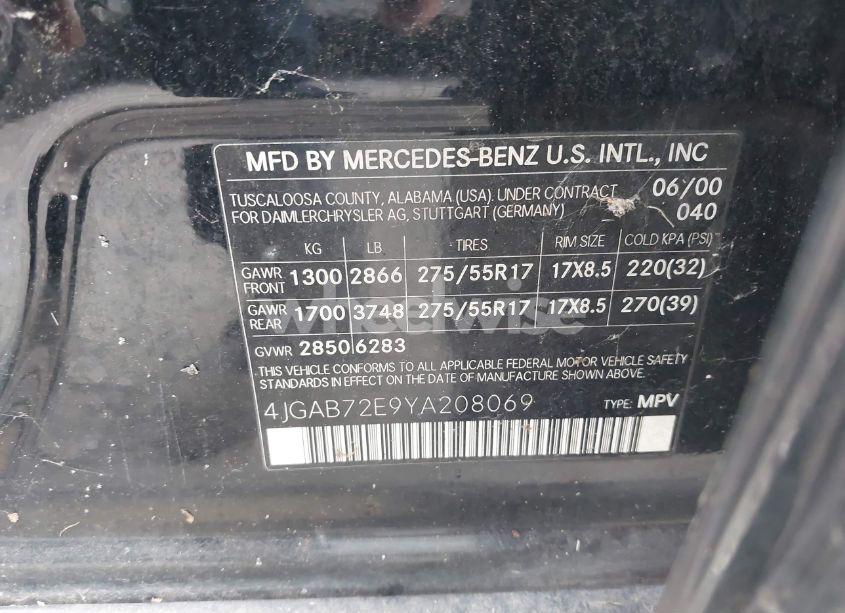 MFD BY MERCEDES-BENZ U.S. INTL., INC
TUSCALOOSA COUNTY, ALABAMA (USA). UNDER CONTRACT 06/00
FOR DAIMLERCHRYSLER AG, STUTTGART (GERMANY) 040
KG LB TIRES RIM SIZE COLD KPA (PSI)
GAWR FRONT 1300 2866 275/55R17 17X8.5 220(32)
GAWR REAR 1700 3748 275/55R17 17X8.5 270(39)
GVWR 2850 6283
THIS VEHICLE CONFORMS TO ALL APPLICABLE FEDERAL MOTOR VEHICLE SAFETY
STANDARDS IN EFFECT ON THE DATE OF MANUFACTURE SHOWN ABOVE.
4JGAB72E9YA208069 TYPE: MPV
wheelwise